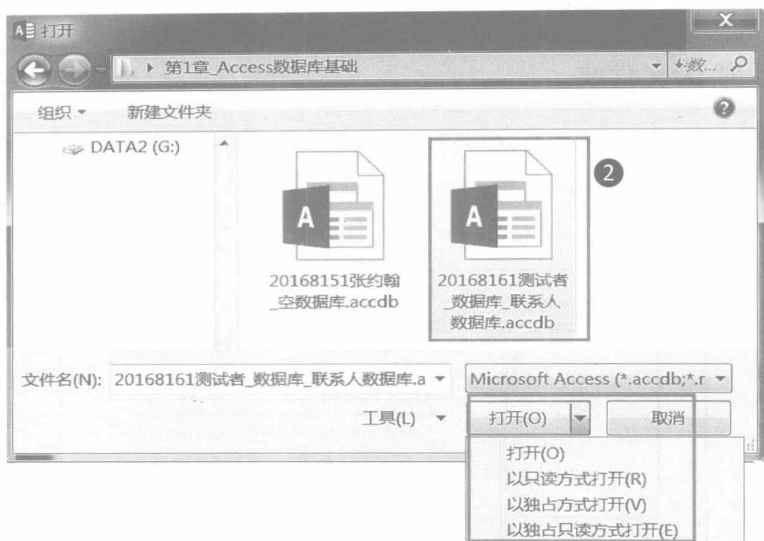 打开
第1章_Access数据库基础
数...
组织
新建文件夹
DATA2 (G:)
2
20168151张约翰
_空数据库.accdb
20168161测试者
_数据库_联系人
数据库.accdb
文件名(N): 20168161测试者_数据库_联系人数据库.a
Microsoft Access (*.accdb;*.r
工具(L)
打开(O)
取消
打开(O)
以只读方式打开(R)
以独占方式打开(V)
以独占只读方式打开(E)